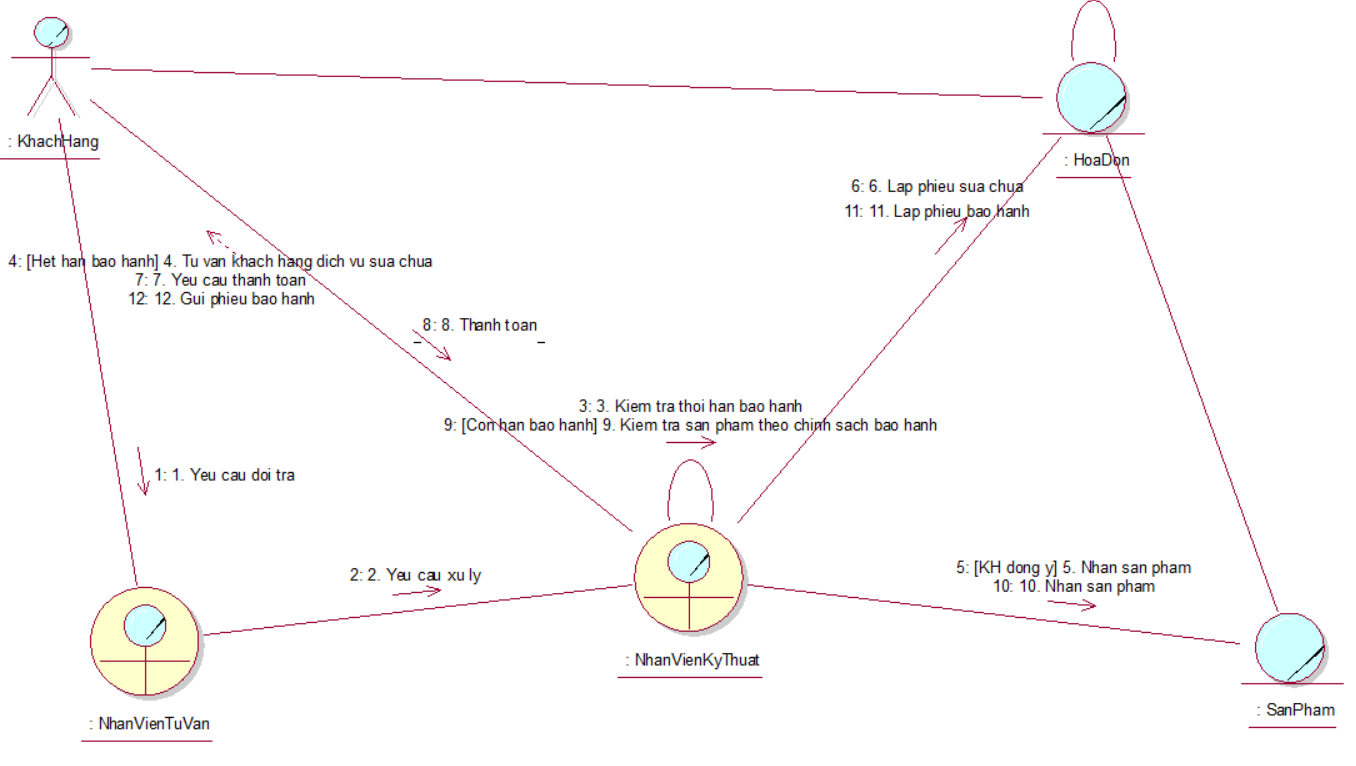 : KhachHang
: HoaDon
6: 6. Lap phieu sua chua
11: 11. Lap phieu bao hanh
4: [Het han bao hanh] 4. Tu van khach hang dich vu sua chua
7: 7. Yeu cau thanh toan
12: 12. Gui phieu bao hanh
8: 8. Thanh toan
3: 3. Kiem tra thoi han bao hanh
9: [Con han bao hanh] 9. Kiem tra san pham theo chinh sach bao hanh
1: 1. Yeu cau doi tra
2: 2. Yeu cau xu ly
5: [KH dong y] 5. Nhan san pham
10: 10. Nhan san pham
: NhanVienKyThuat
: SanPham
: NhanVienTuVan